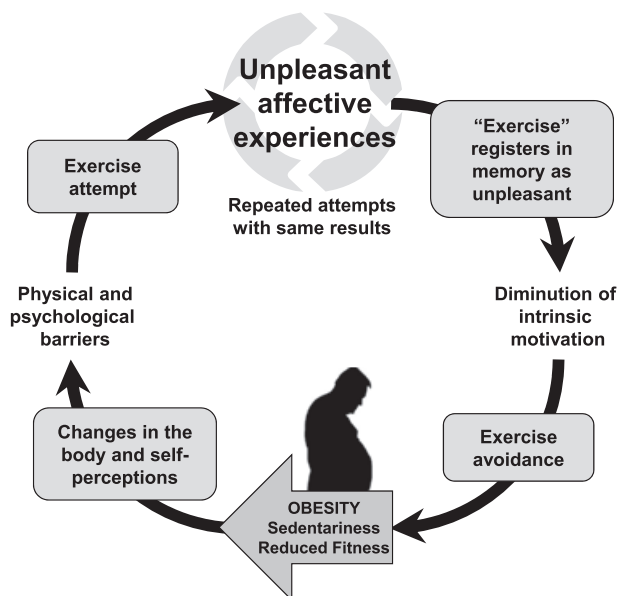 Unpleasant
affective
experiences
Repeated attempts
with same results
“Exercise”
registers in
memory as
unpleasant
Diminution of
intrinsic
motivation
Exercise
avoidance
OBESITY
Sedentariness
Reduced Fitness
Changes in the
body and self-
perceptions
Physical and
psychological
barriers
Exercise
attempt